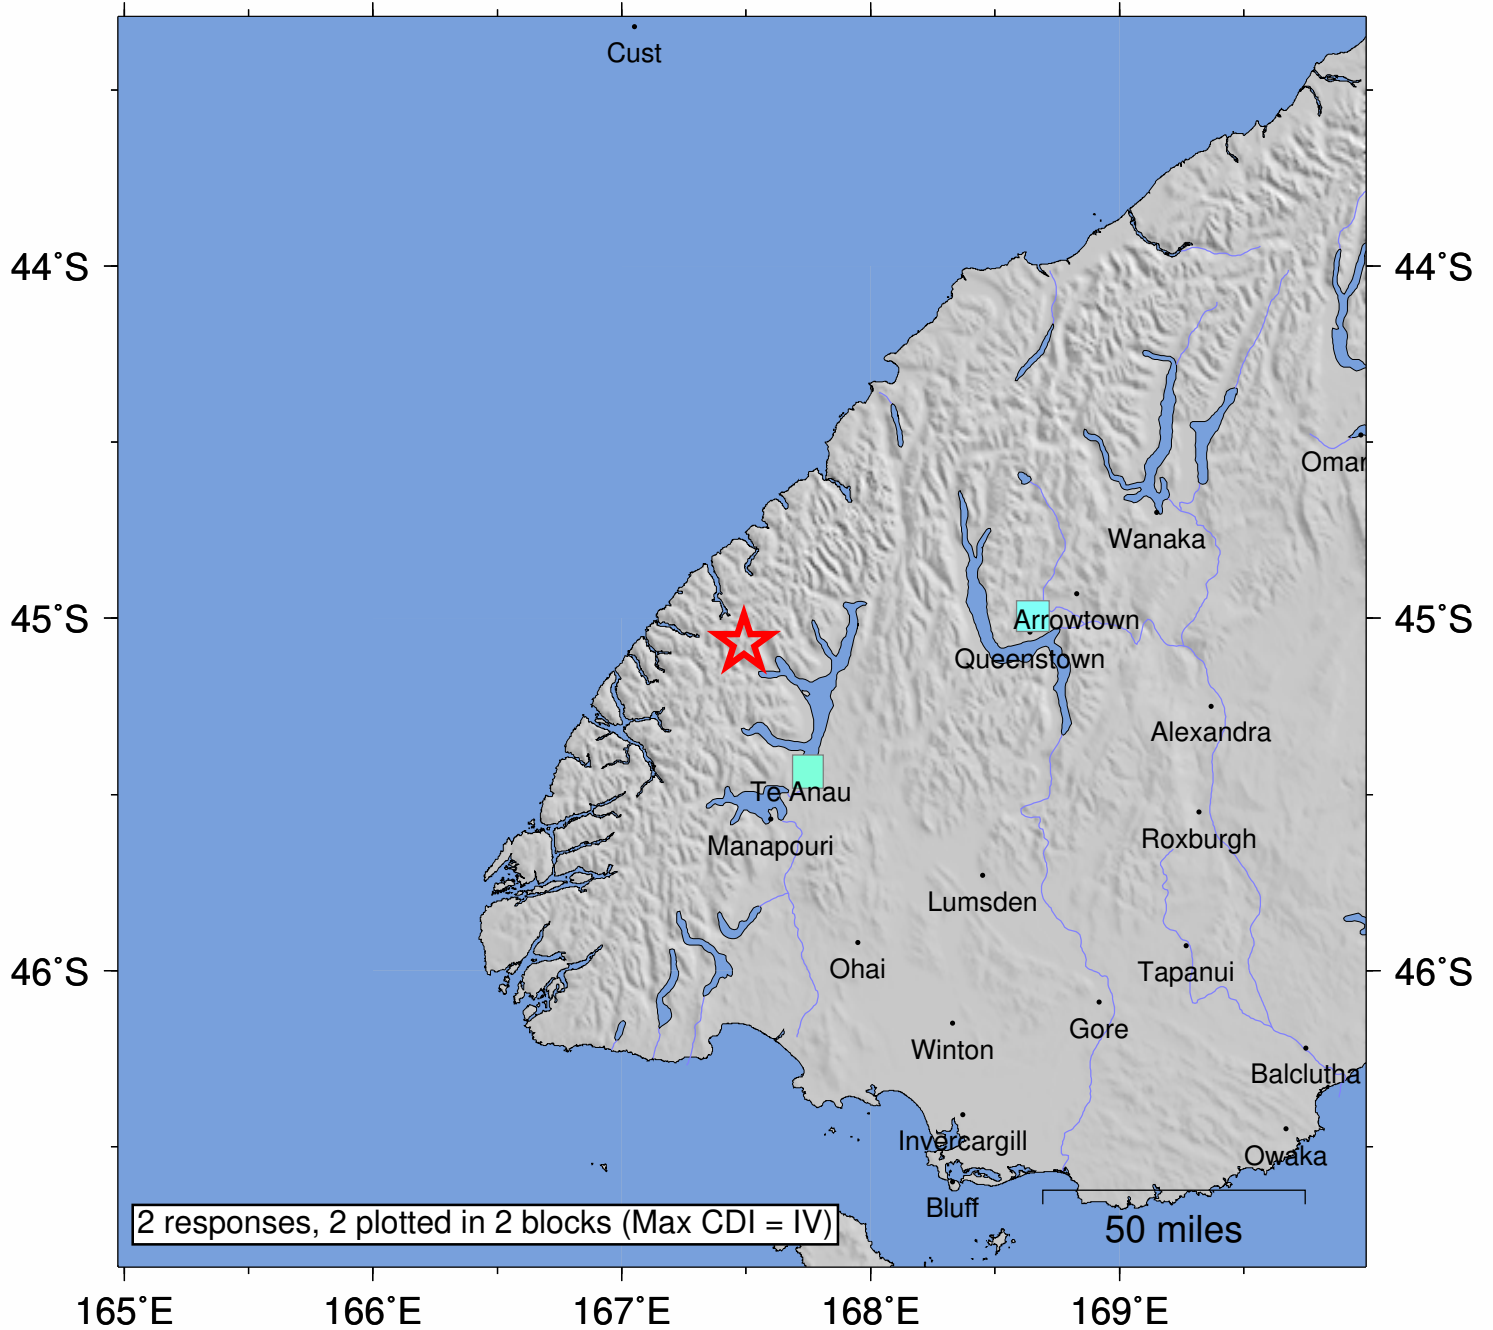 Cust
44°S
44°S
Omar
Wanaka
45°S
Arrowtown
45°S
Queenstown
Alexandra
Te Anau
Manapouri
Roxburgh
Lumsden
46°S
Ohai
Tapanui
46°S
Gore
Winton
Balclutha
Invercargill
Owaka
Bluff
2 responses, 2 plotted in 2 blocks (Max CDI = IV)
50 miles
165°E
166°E
167°E
168°E
169°E